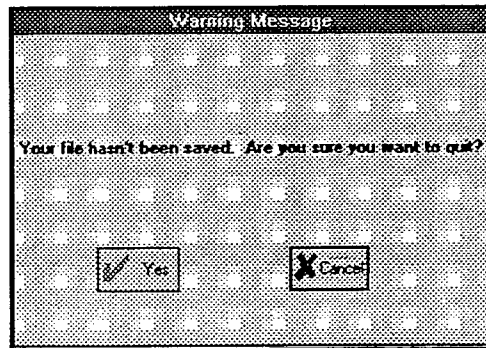 Warning Message
Your file hasn't been saved. Are you sure you want to quit?
Yes Cancel